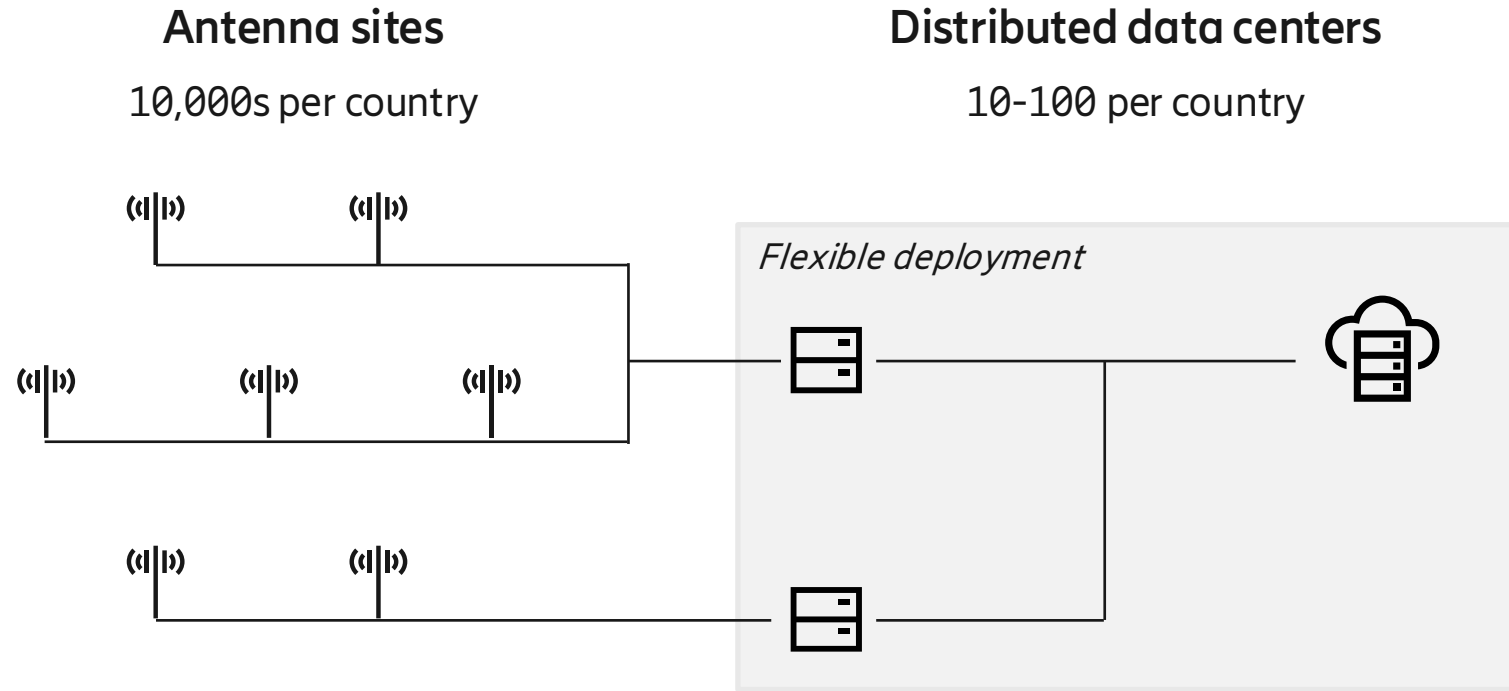 Antenna sites
10,000s per country
Distributed data centers
10-100 per country
Flexible deployment